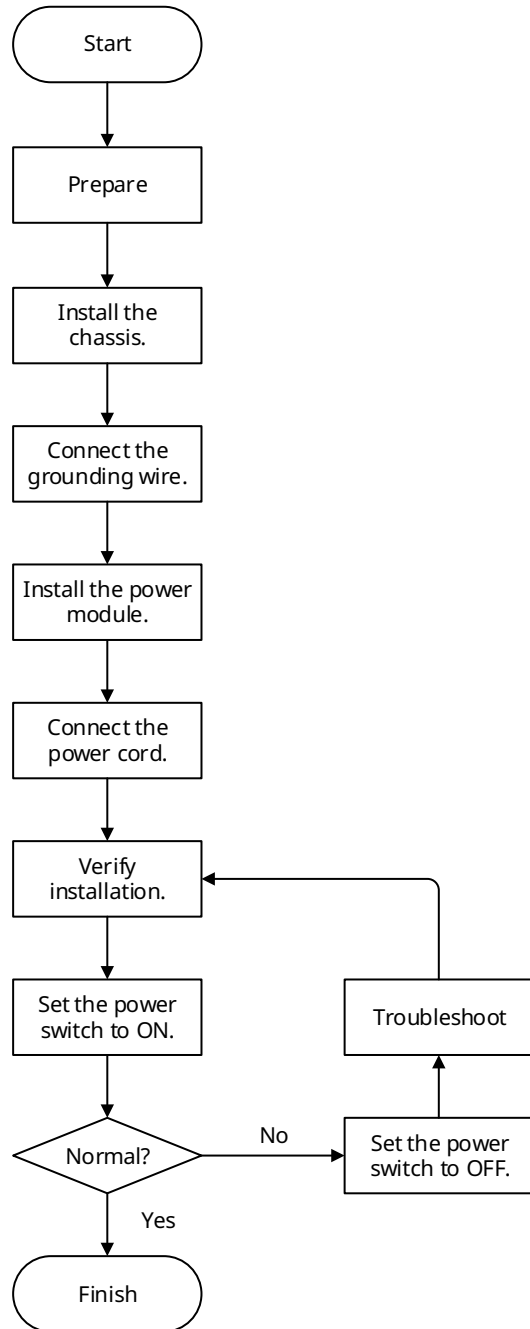 Start
Prepare
Install the
chassis.
Connect the
grounding wire.
Install the power
module.
Connect the
power cord.
Verify
installation.
Set the power
switch to ON.
Troubleshoot
Normal?
No
Set the power
switch to OFF.
Yes
Finish